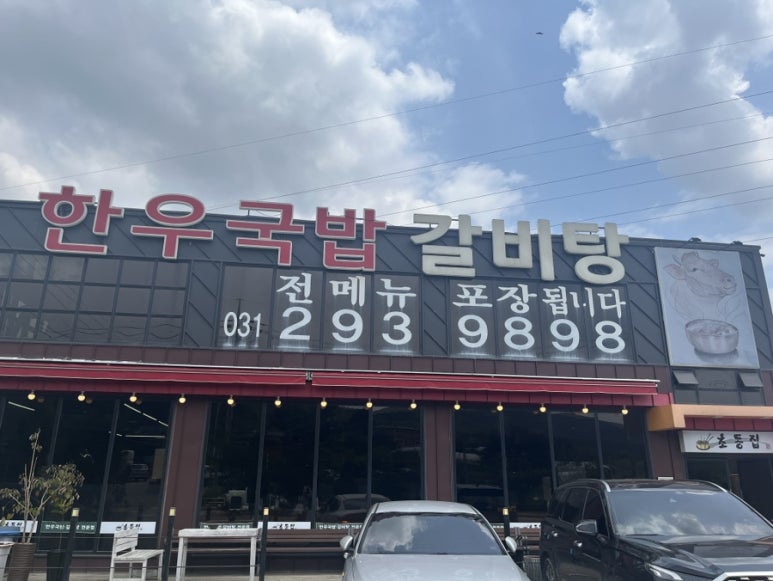 한우국밥 갈비탕
전메뉴 포장됩니다
031 293 9898
초등집